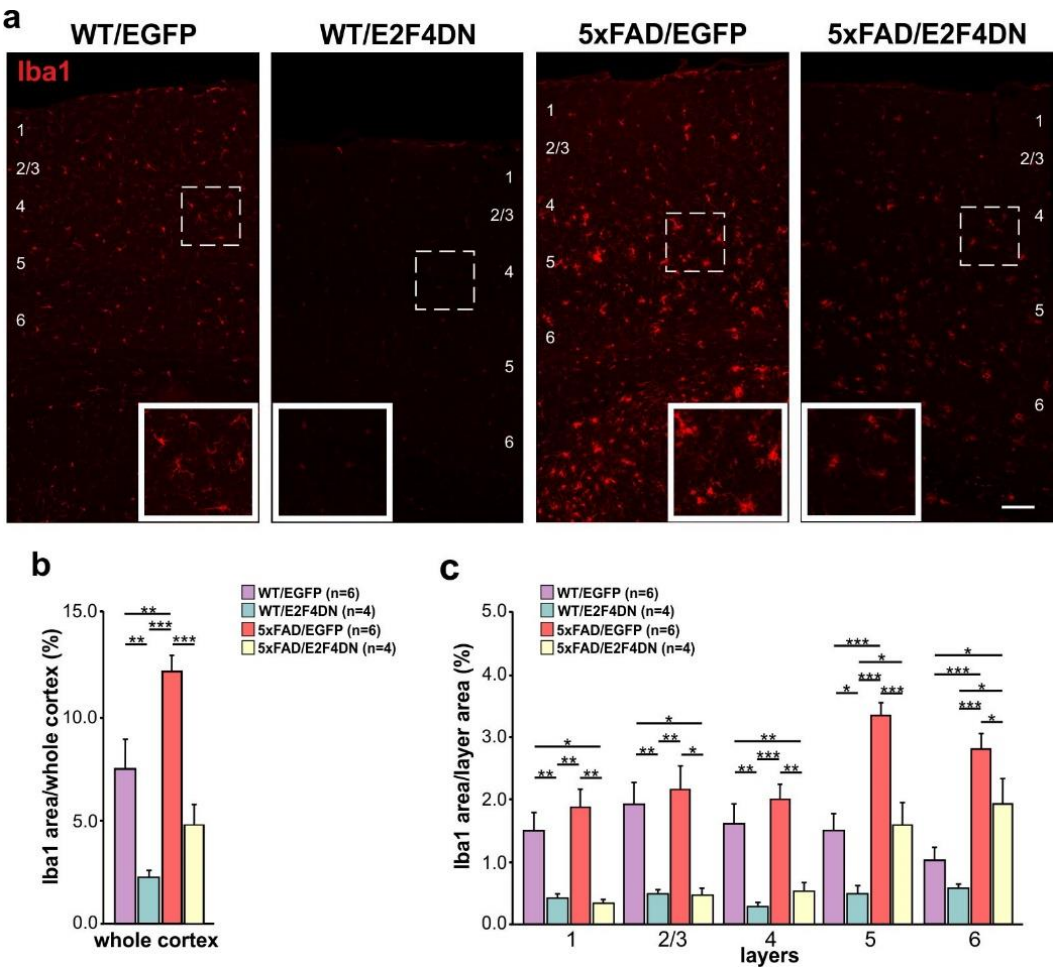 a
WT/EGFP WT/E2F4DN 5xFAD/EGFP 5xFAD/E2F4DN
Iba1
1
2/3
4
5
6
1
2/3
4
5
6
1
2/3
4
5
6
1
2/3
4
5
6
b
WT/EGFP (n=6)
WT/E2F4DN (n=4)
5xFAD/EGFP (n=6)
5xFAD/E2F4DN (n=4)
Iba1 area/whole cortex (%)
15.0
10.0
5.0
0.0
**
***
** ***
whole cortex
c
WT/EGFP (n=6)
WT/E2F4DN (n=4)
5xFAD/EGFP (n=6)
5xFAD/E2F4DN (n=4)
Iba1 area/layer area (%)
5.0
4.0
3.0
2.0
1.0
0.0
*
**
** **
*
**
** *
**
***
** **
***
*
***
* ***
*
***
*
***
*
1 2/3 4 5 6
layers